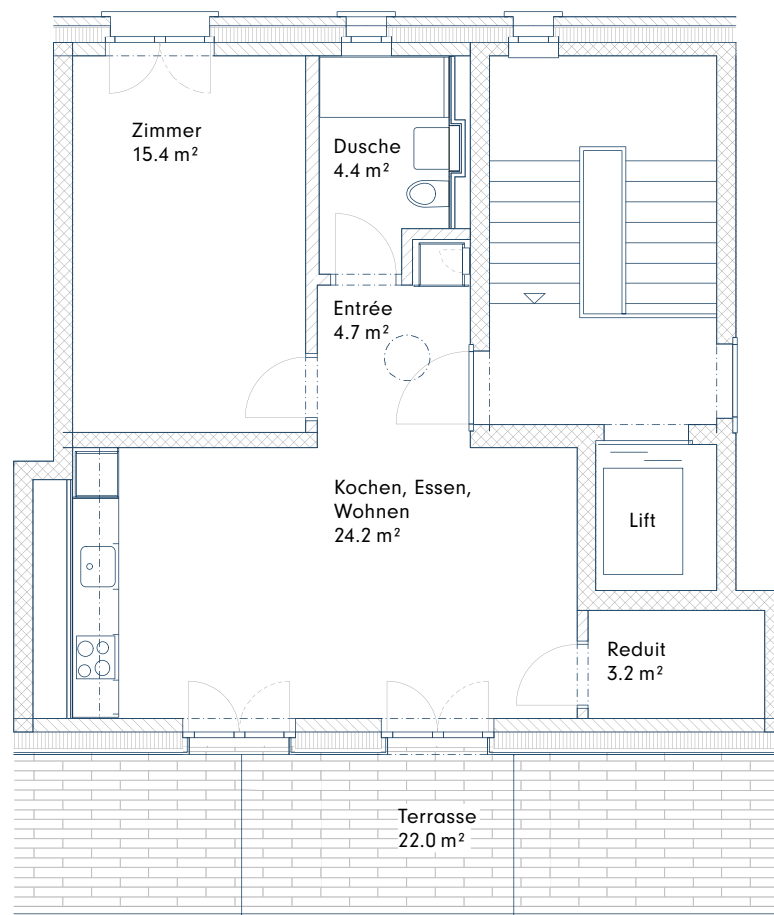 Zimmer
15.4 m²
Dusche
4.4 m²
Entrée
4.7 m²
Kochen, Essen,
Wohnen
24.2 m²
Lift
Reduit
3.2 m²
Terrasse
22.0 m²